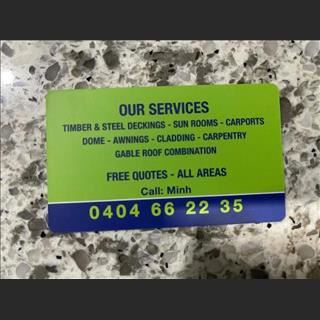 OUR SERVICES
TIMBER & STEEL DECKINGS - SUN ROOMS - CARPORTS
DOME - AWNINGS - CLADDING - CARPENTRY
GABLE ROOF COMBINATION
FREE QUOTES - ALL AREAS
Call: Minh
0404 66 22 35